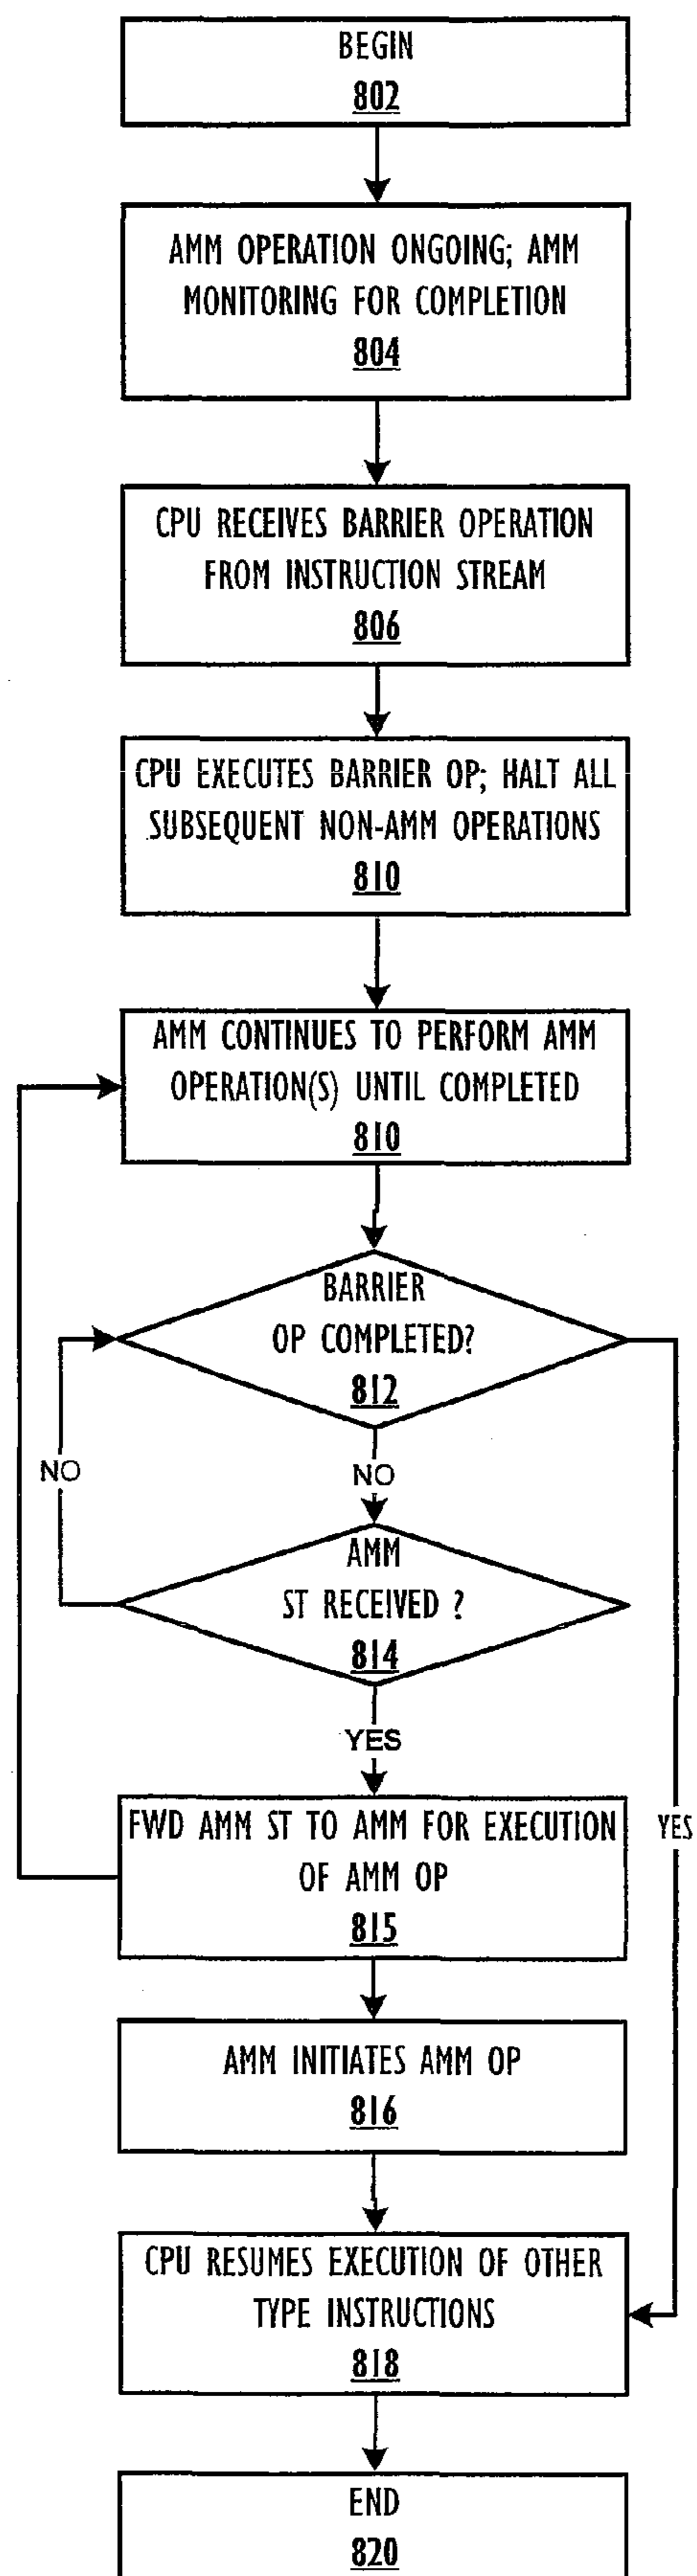 BEGIN
802
AMM OPERATION ONGOING; AMM
MONITORING FOR COMPLETION
804
CPU RECEIVES BARRIER OPERATION
FROM INSTRUCTION STREAM
806
CPU EXECUTES BARRIER OP; HALT ALL
SUBSEQUENT NON-AMM OPERATIONS
810
AMM CONTINUES TO PERFORM AMM
OPERATION(S) UNTIL COMPLETED
810
BARRIER
OP COMPLETED?
812
NO
NO
AMM
ST RECEIVED ?
814
YES
FWD AMM ST TO AMM FOR EXECUTION
OF AMM OP
815
YES
AMM INITIATES AMM OP
816
CPU RESUMES EXECUTION OF OTHER
TYPE INSTRUCTIONS
818
END
820